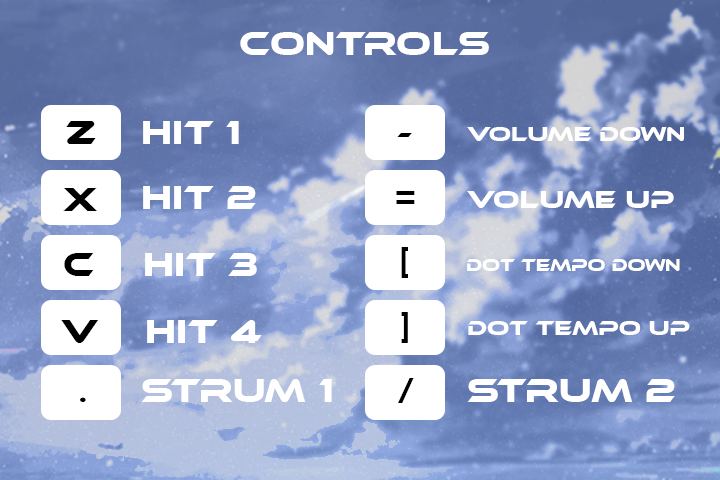 CONTROLS
Z HIT 1
X HIT 2
C HIT 3
V HIT 4
. STRUM 1
- VOLUME DOWN
= VOLUME UP
[ DOT TEMPO DOWN
] DOT TEMPO UP
/ STRUM 2